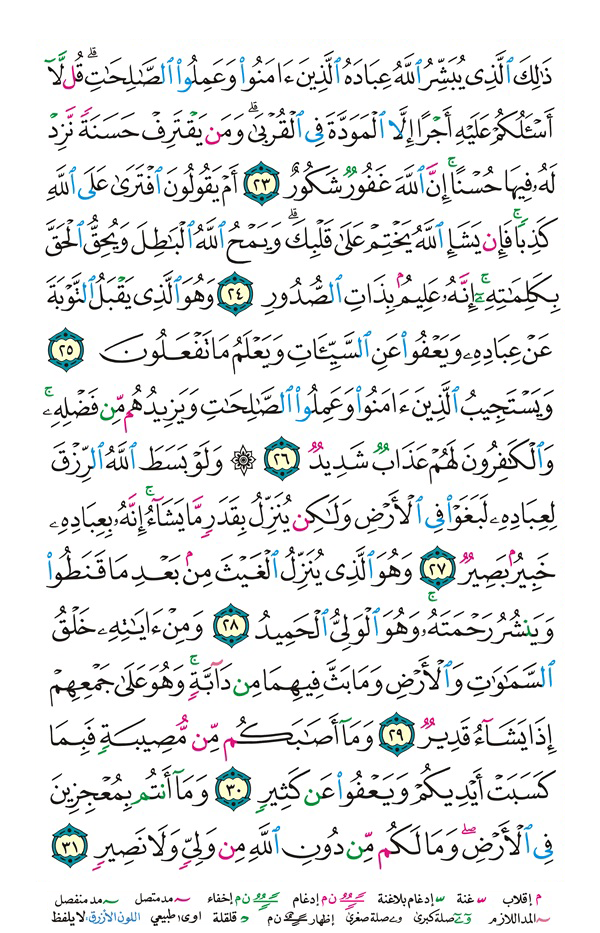 ذَٰلِكَ ٱلَّذِي يُبَشِّرُ ٱللَّهُ عِبَادَهُ ٱلَّذِينَ ءَامَنُوا۟ وَعَمِلُوا۟ ٱلصَّـٰلِحَـٰتِ ۗ قُل لَّآ
أَسْـَٔلُكُمْ عَلَيْهِ أَجْرًا إِلَّا ٱلْمَوَدَّةَ فِى ٱلْقُرْبَىٰ ۗ وَمَن يَقْتَرِفْ حَسَنَةً نَّزِدْ
لَهُۥ فِيهَا حُسْنًا ۚ إِنَّ ٱللَّهَ غَفُورٌ شَكُورٌ ٢٣ أَمْ يَقُولُونَ ٱفْتَرَىٰ عَلَى ٱللَّهِ
كَذِبًا ۖ فَإِن يَشَإِ ٱللَّهُ يَخْتِمْ عَلَىٰ قَلْبِكَ ۗ وَيَمْحُ ٱللَّهُ ٱلْبَـٰطِلَ وَيُحِقُّ ٱلْحَقَّ
بِكَلِمَـٰتِهِۦٓ ۚ إِنَّهُۥ عَلِيمٌۢ بِذَاتِ ٱلصُّدُورِ ٢٤ وَهُوَ ٱلَّذِى يَقْبَلُ ٱلتَّوْبَةَ
عَنْ عِبَادِهِۦ وَيَعْفُوا۟ عَنِ ٱلسَّيِّـَٔاتِ وَيَعْلَمُ مَا تَفْعَلُونَ ٢٥
وَيَسْتَجِيبُ ٱلَّذِينَ ءَامَنُوا۟ وَعَمِلُوا۟ ٱلصَّـٰلِحَـٰتِ وَيَزِيدُهُم مِّن فَضْلِهِۦ ۚ
وَٱلْكَـٰفِرُونَ لَهُمْ عَذَابٌ شَدِيدٌ ٢٦ ۞ وَلَوْ بَسَطَ ٱللَّهُ ٱلرِّزْقَ
لِعِبَادِهِۦ لَبَغَوْا۟ فِى ٱلْأَرْضِ وَلَـٰكِن يُنَزِّلُ بِقَدَرٍ مَّا يَشَآءُ ۚ إِنَّهُۥ بِعِبَادِهِۦ
خَبِيرٌۢ بَصِيرٌ ٢٧ وَهُوَ ٱلَّذِى يُنَزِّلُ ٱلْغَيْثَ مِنۢ بَعْدِ مَا قَنَطُوا۟
وَيَنشُرُ رَحْمَتَهُۥ ۚ وَهُوَ ٱلْوَلِىُّ ٱلْحَمِيدُ ٢٨ وَمِنْ ءَايَـٰتِهِۦ خَلْقُ
ٱلسَّمَـٰوَٰتِ وَٱلْأَرْضِ وَمَا بَثَّ فِيهِمَا مِن دَآبَّةٍ ۚ وَهُوَ عَلَىٰ جَمْعِهِمْ
إِذَا يَشَآءُ قَدِيرٌ ٢٩ وَمَآ أَصَـٰبَكُم مِّن مُّصِيبَةٍ فَبِمَا
كَسَبَتْ أَيْدِيكُمْ وَيَعْفُوا۟ عَن كَثِيرٍ ٣٠ وَمَآ أَنتُم بِمُعْجِزِينَ
فِى ٱلْأَرْضِ ۖ وَمَا لَكُم مِّن دُونِ ٱللَّهِ مِن وَلِىٍّ وَلَا نَصِيرٍ ٣١
م إقلاب غنة إدغام بلاغنة ن م إدغام ن م إخفاء مد متصل مد منفصل
المد اللازم صلة كبرى و ے صلة صغرى إظهار ن م قلقلة اوى؛ طبيعي اللون الأزرق: لا يلفظ